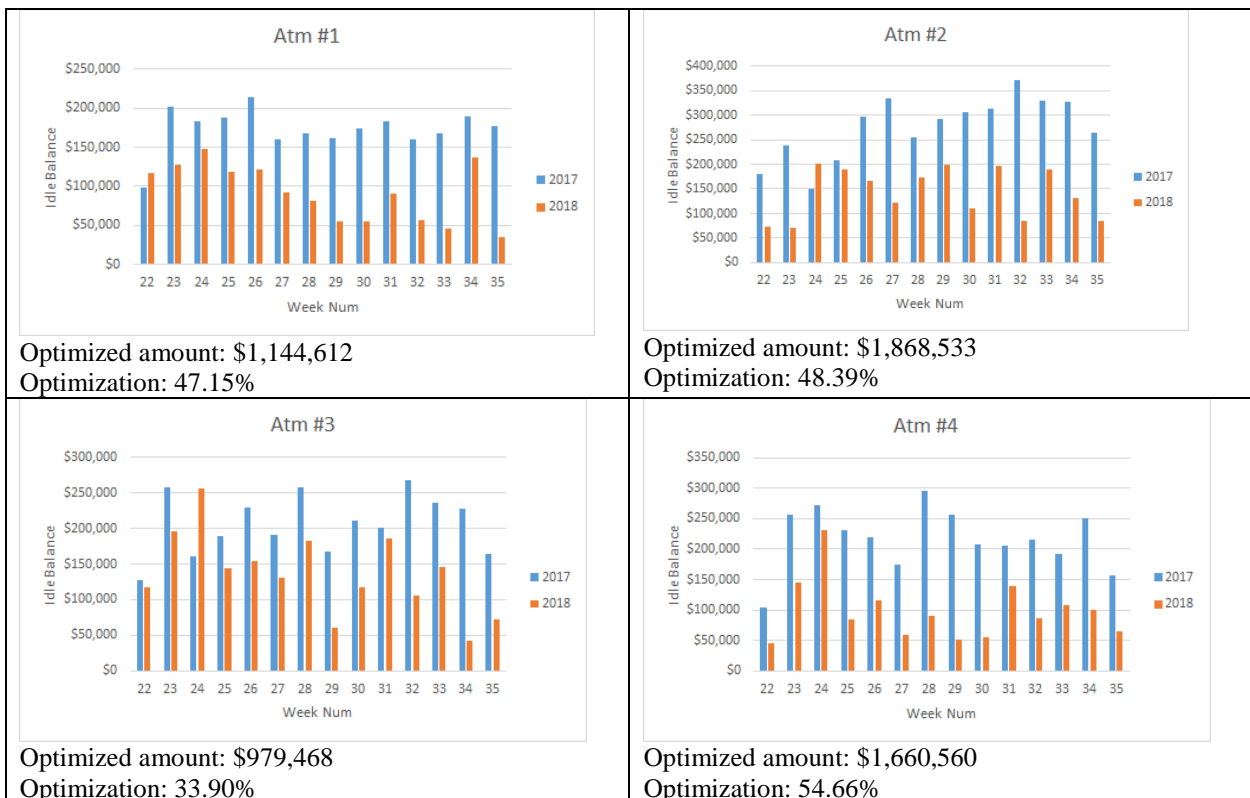 Atm #1
$250,000
$200,000
$150,000
$100,000
$50,000
$0
Idle Balance
22 23 24 25 26 27 28 29 30 31 32 33 34 35
Week Num
2017
2018
Optimized amount: $1,144,612
Optimization: 47.15%
Atm #2
$400,000
$350,000
$300,000
$250,000
$200,000
$150,000
$100,000
$50,000
$0
Idle Balance
22 23 24 25 26 27 28 29 30 31 32 33 34 35
Week Num
2017
2018
Optimized amount: $1,868,533
Optimization: 48.39%
Atm #3
$300,000
$250,000
$200,000
$150,000
$100,000
$50,000
$0
Idle Balance
22 23 24 25 26 27 28 29 30 31 32 33 34 35
Week Num
2017
2018
Optimized amount: $979,468
Optimization: 33.90%
Atm #4
$350,000
$300,000
$250,000
$200,000
$150,000
$100,000
$50,000
$0
Idle Balance
22 23 24 25 26 27 28 29 30 31 32 33 34 35
Week Num
2017
2018
Optimized amount: $1,660,560
Optimization: 54.66%